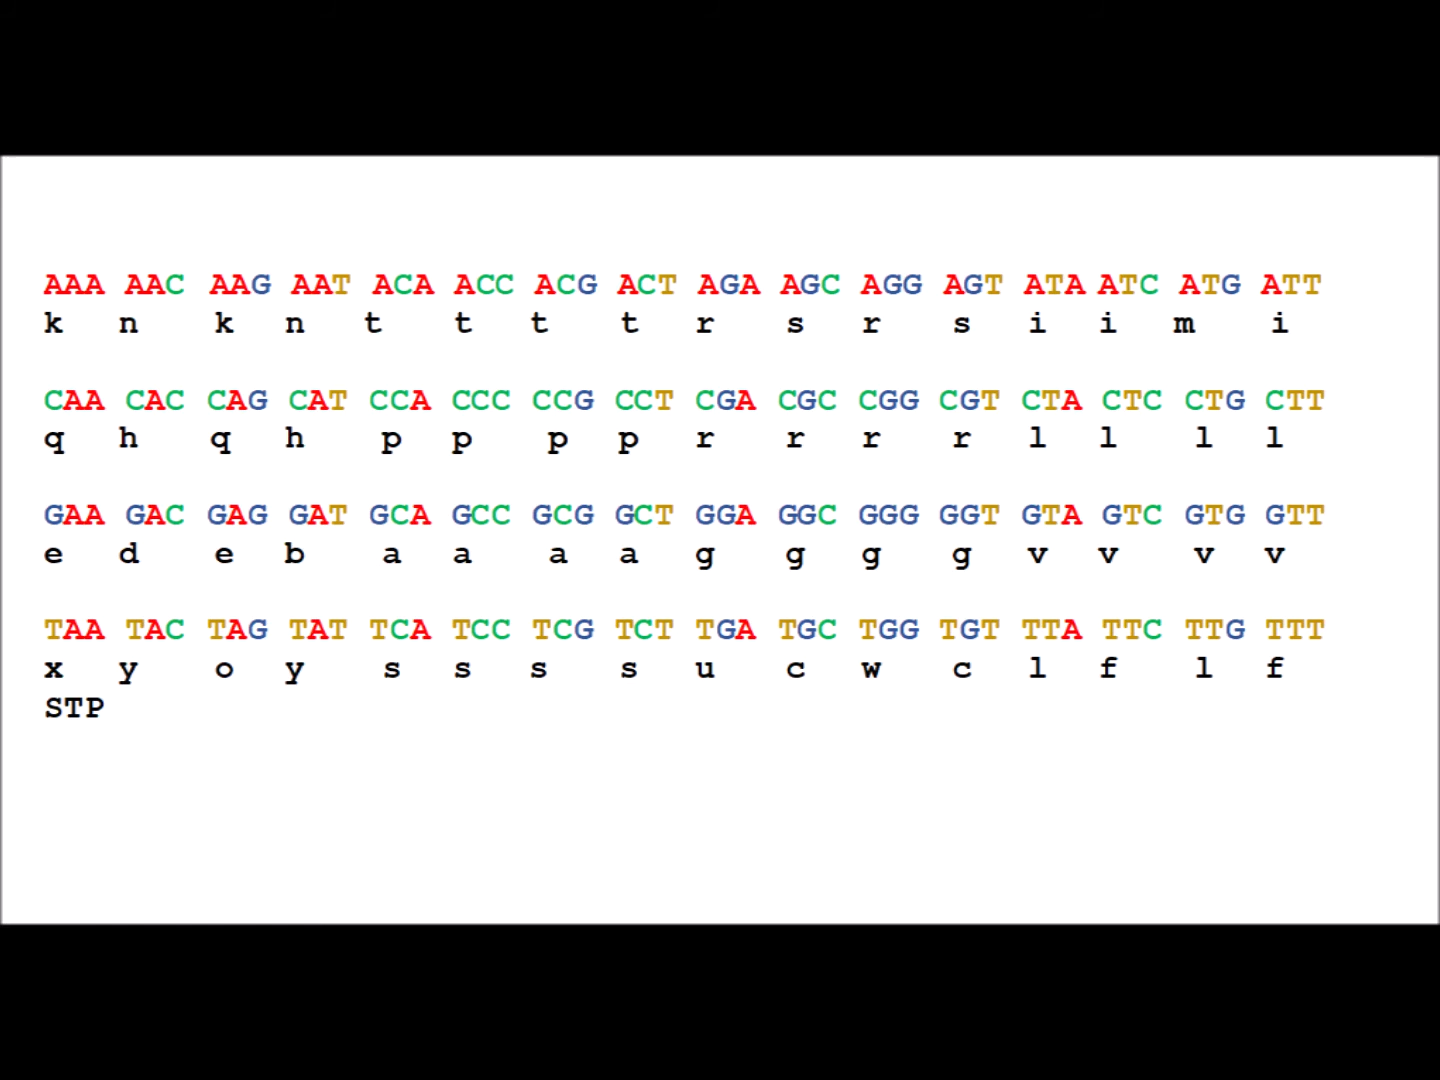 AAA AAC AAG AAT ACA ACC ACG ACT AGA AGC AGG AGT ATA ATC ATG ATT
k n k n t t t t r s r s i i m i
CAA CAC CAG CAT CCA CCC CCG CCT CGA CGC CGG CGT CTA CTC CTG CTT
q h q h p p p p r r r r l l l l
GAA GAC GAG GAT GCA GCC GCG GCT GGA GGC GGG GGT GTA GTC GTG GTT
e d e b a a a a g g g g v v v v
TAA TAC TAG TAT TCA TCC TCG TCT TGA TGC TGG TGT TTA TTC TTG TTT
x y o y s s s s u c w c l f l f
STP